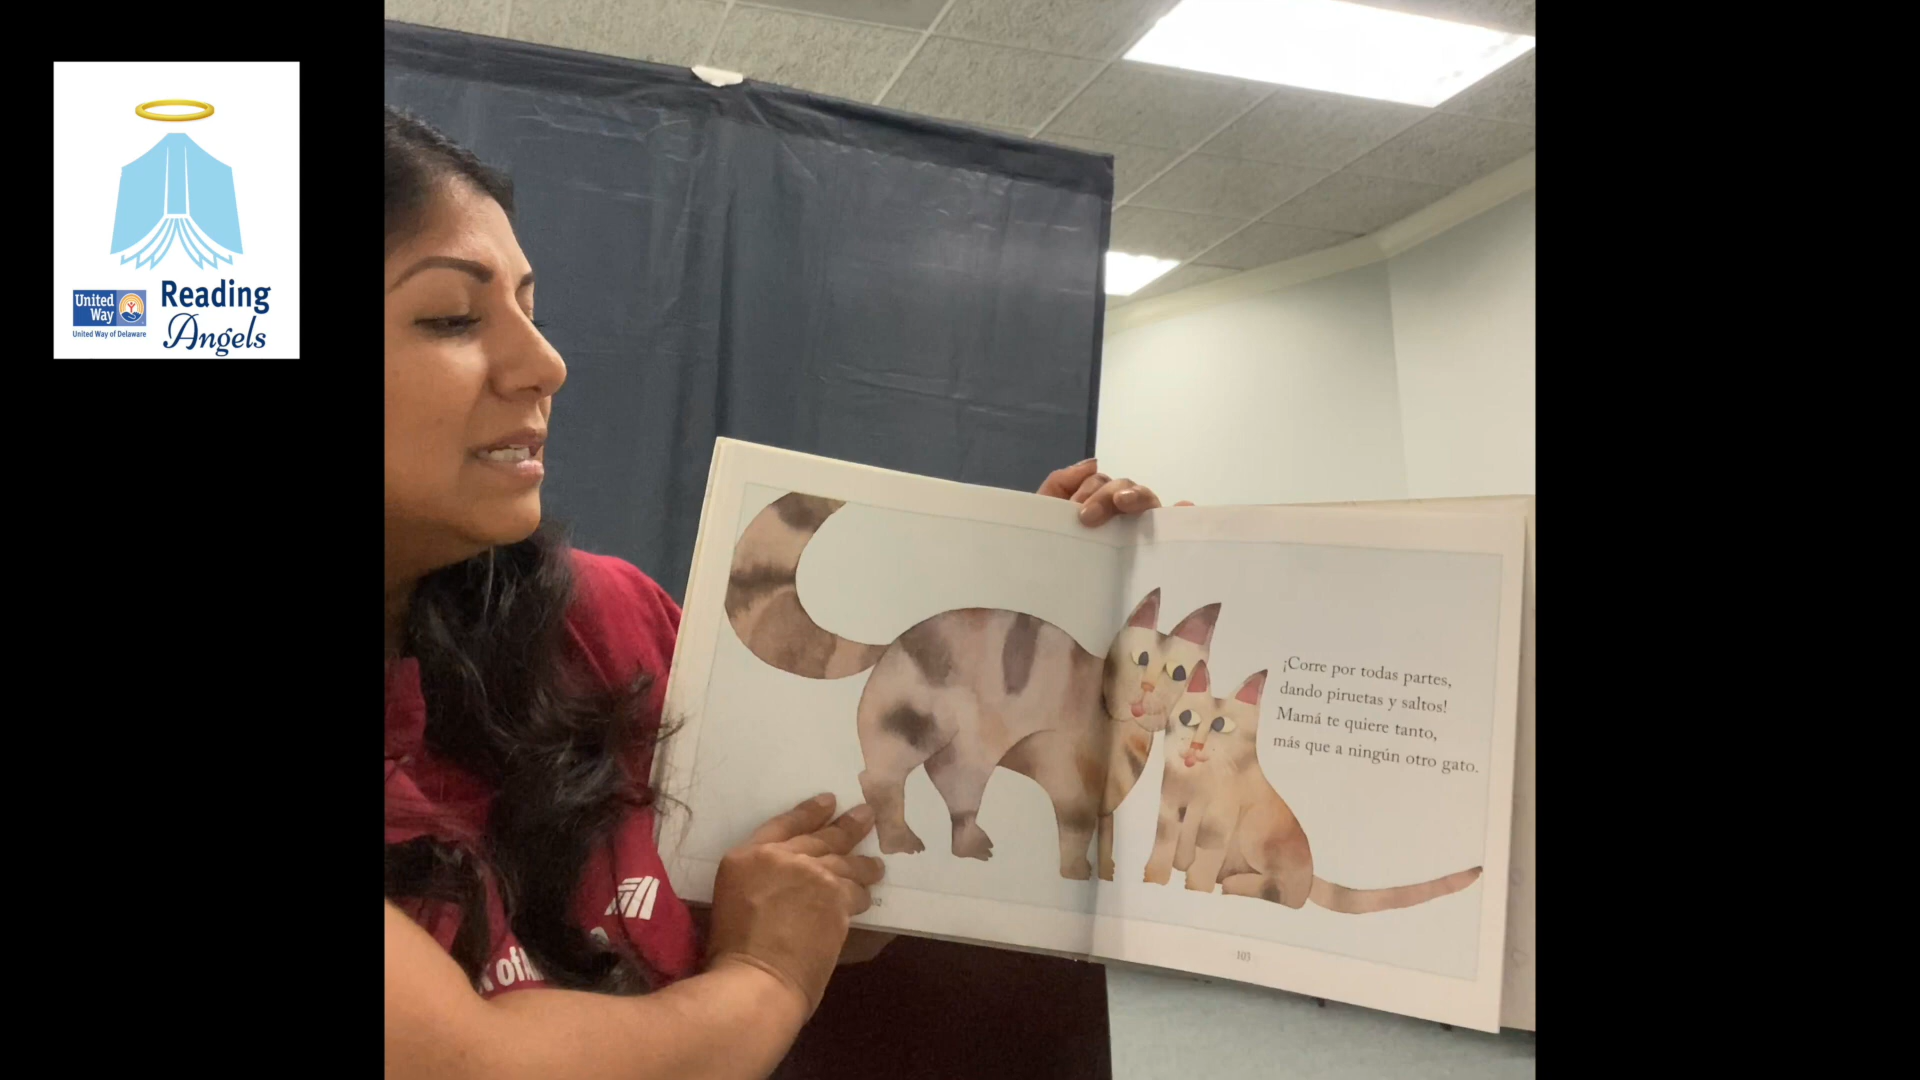 United
Way
United Way of Delaware
Reading
Angels
¡Corre por todas partes,
dando piruetas y saltos!
Mamá te quiere tanto,
más que a ningún otro gato.
103